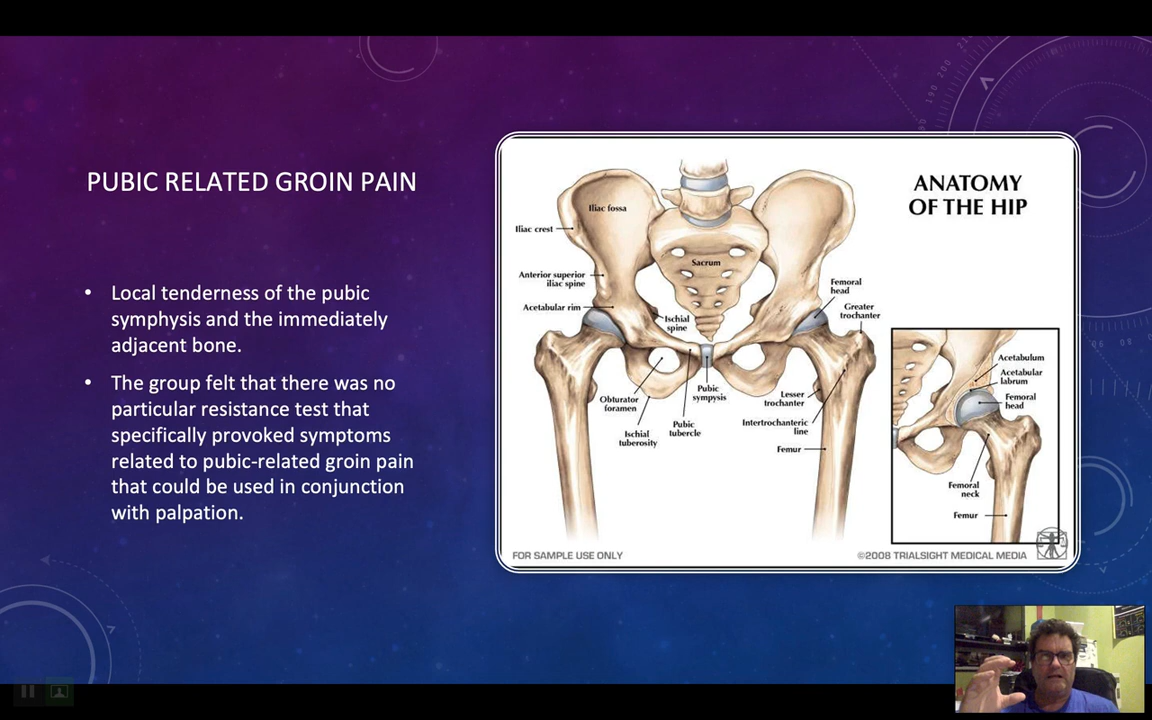 PUBIC RELATED GROIN PAIN
• Local tenderness of the pubic
symphysis and the immediately
adjacent bone.
• The group felt that there was no
particular resistance test that
specifically provoked symptoms
related to pubic-related groin pain
that could be used in conjunction
with palpation.
ANATOMY
OF THE HIP
Iliac fossa
Iliac crest
Sacrum
Anterior superior
iliac spine
Acetabular rim
Ischial
spine
Femoral
head
Greater
trochanter
Obturator
foramen
Ischial
tuberosity
Pubic
tubercle
Pubic
sympysis
Lesser
trochanter
Intertrochanteric
line
Femur
Acetabulum
Acetabular
labrum
Femoral
head
Femoral
neck
Femur
FOR SAMPLE USE ONLY
©2008 TRIALSIGHT MEDICAL MEDIA
190 200